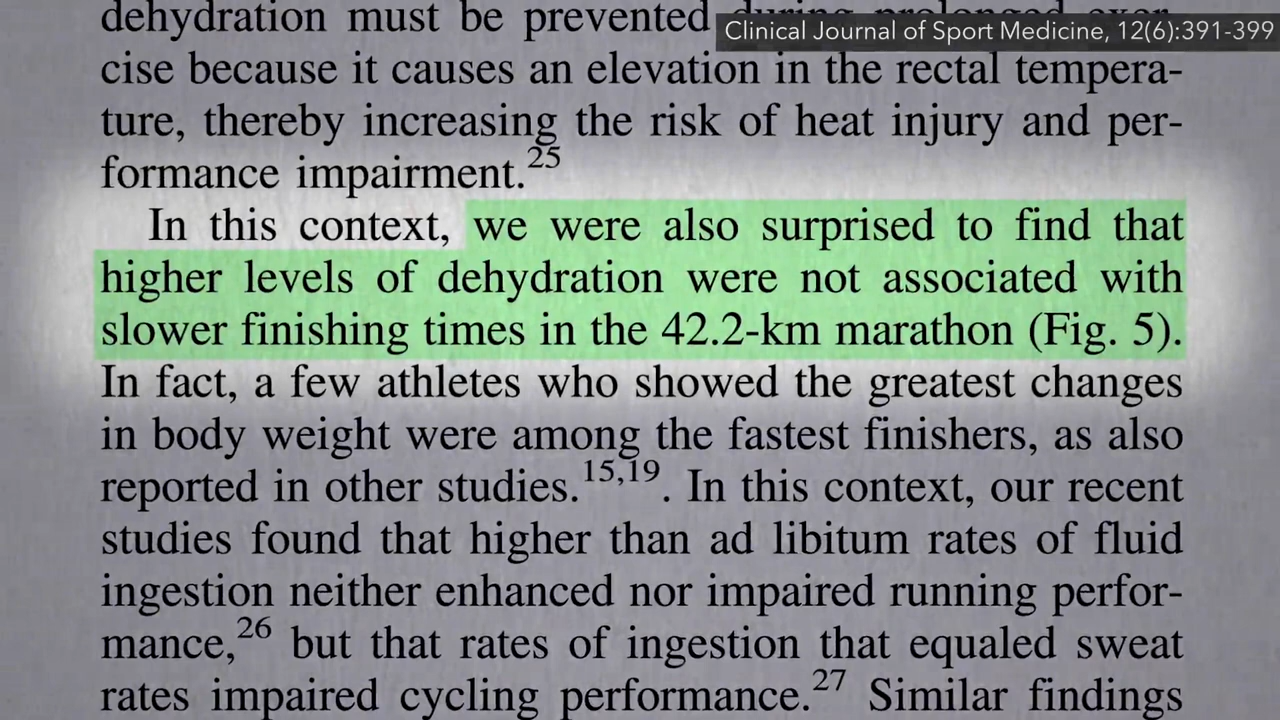 dehydration must be prevented during prolonged exer-
Clinical Journal of Sport Medicine, 12(6):391-399
cise because it causes an elevation in the rectal tempera-
ture, thereby increasing the risk of heat injury and per-
formance impairment.25
In this context, we were also surprised to find that
higher levels of dehydration were not associated with
slower finishing times in the 42.2-km marathon (Fig. 5).
In fact, a few athletes who showed the greatest changes
in body weight were among the fastest finishers, as also
reported in other studies.15,19. In this context, our recent
studies found that higher than ad libitum rates of fluid
ingestion neither enhanced nor impaired running perfor-
mance,26 but that rates of ingestion that equaled sweat
rates impaired cycling performance.27 Similar findings